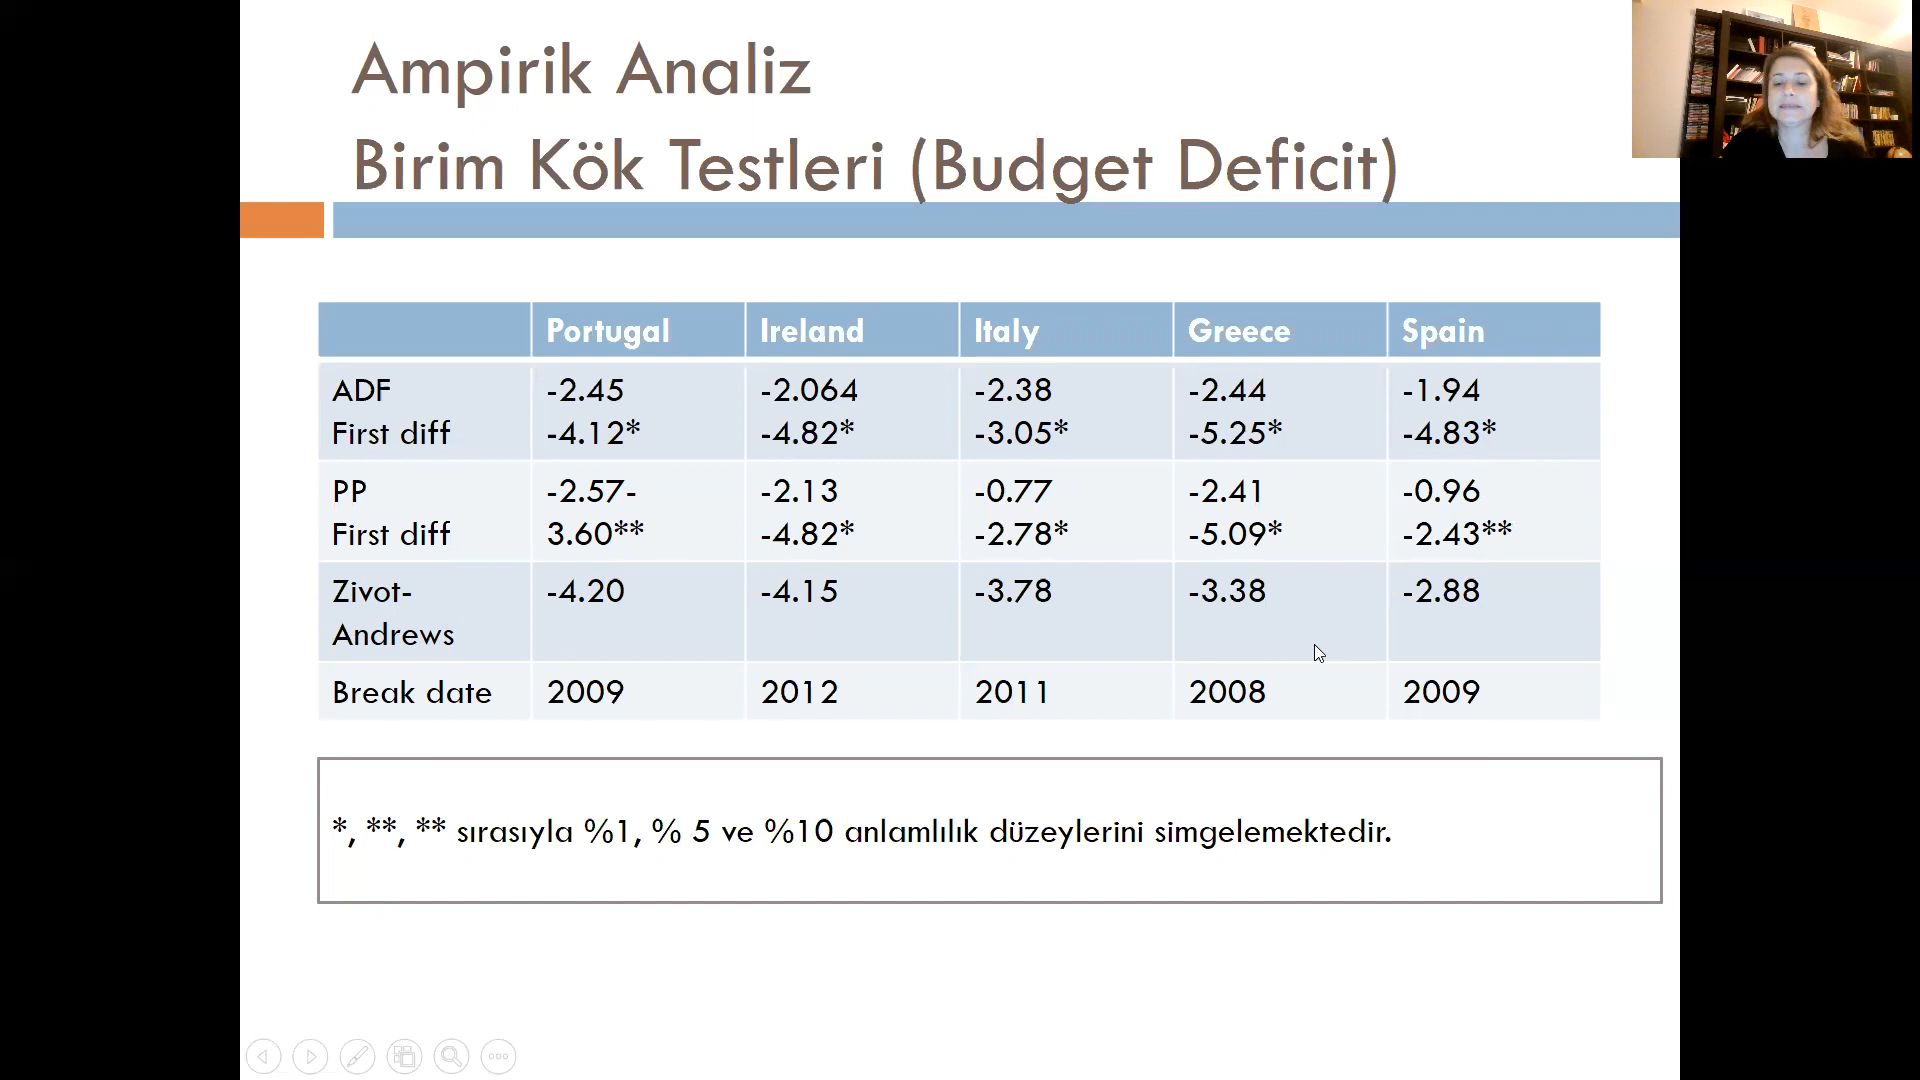 Ampirik Analiz
Birim Kök Testleri (Budget Deficit)
Portugal Ireland Italy Greece Spain
ADF -2.45 -2.064 -2.38 -2.44 -1.94
First diff -4.12* -4.82* -3.05* -5.25* -4.83*
PP -2.57- -2.13 -0.77 -2.41 -0.96
First diff 3.60** -4.82* -2.78* -5.09* -2.43**
Zivot- -4.20 -4.15 -3.78 -3.38 -2.88
Andrews
Break date 2009 2012 2011 2008 2009
*, **, ** sırasıyla %1, % 5 ve %10 anlamlılık düzeylerini simgelemektedir.